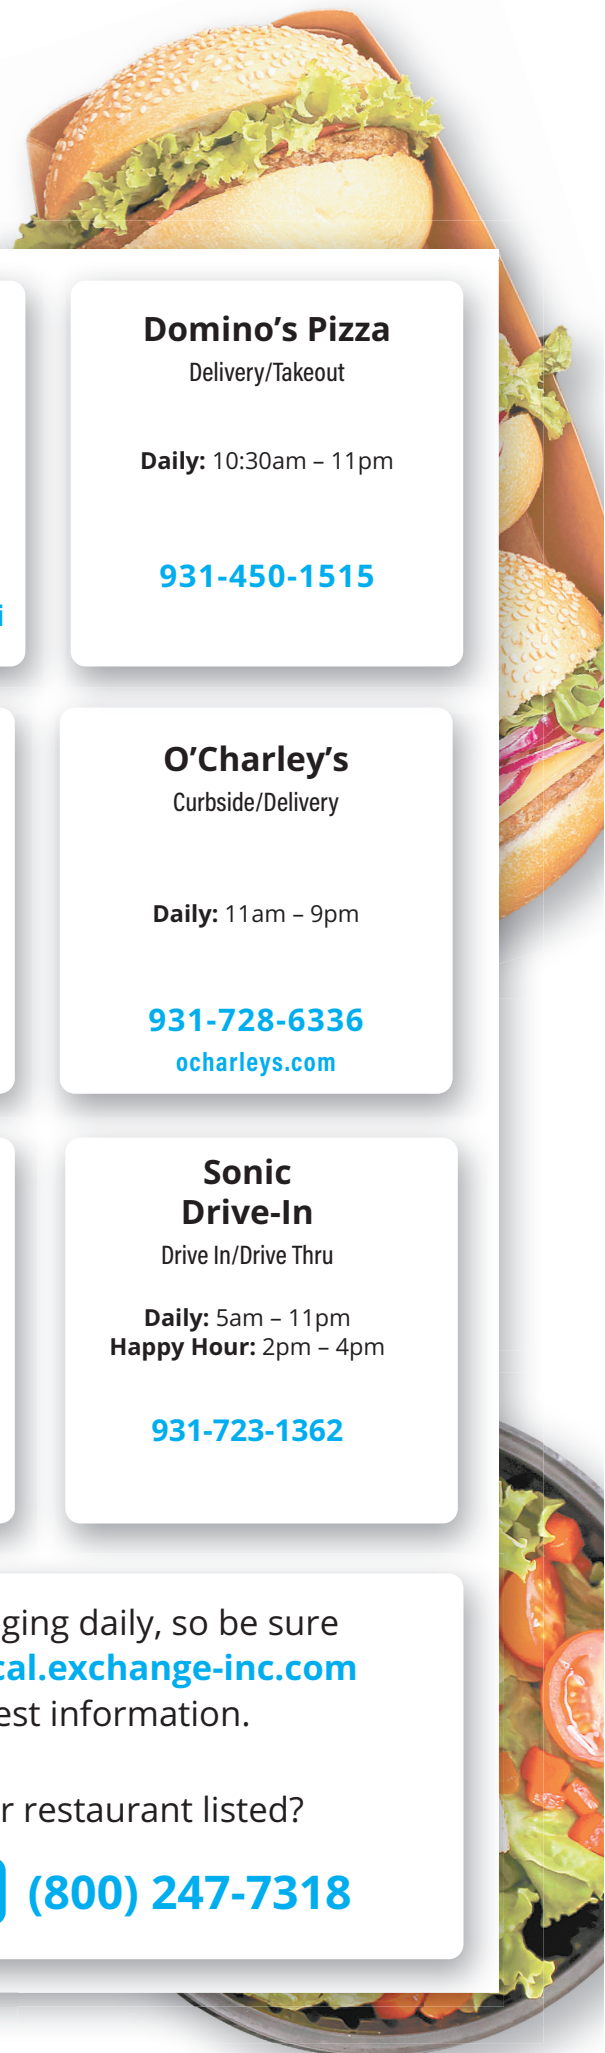 Domino’s Pizza
Delivery/Takeout
Daily: 10:30am – 11pm
931-450-1515
i
O’Charley’s
Curbside/Delivery
Daily: 11am – 9pm
931-728-6336
ocharleys.com
Sonic
Drive-In
Drive In/Drive Thru
Daily: 5am – 11pm
Happy Hour: 2pm – 4pm
931-723-1362
ging daily, so be sure
cal.exchange-inc.com
est information.
r restaurant listed?
(800) 247-7318